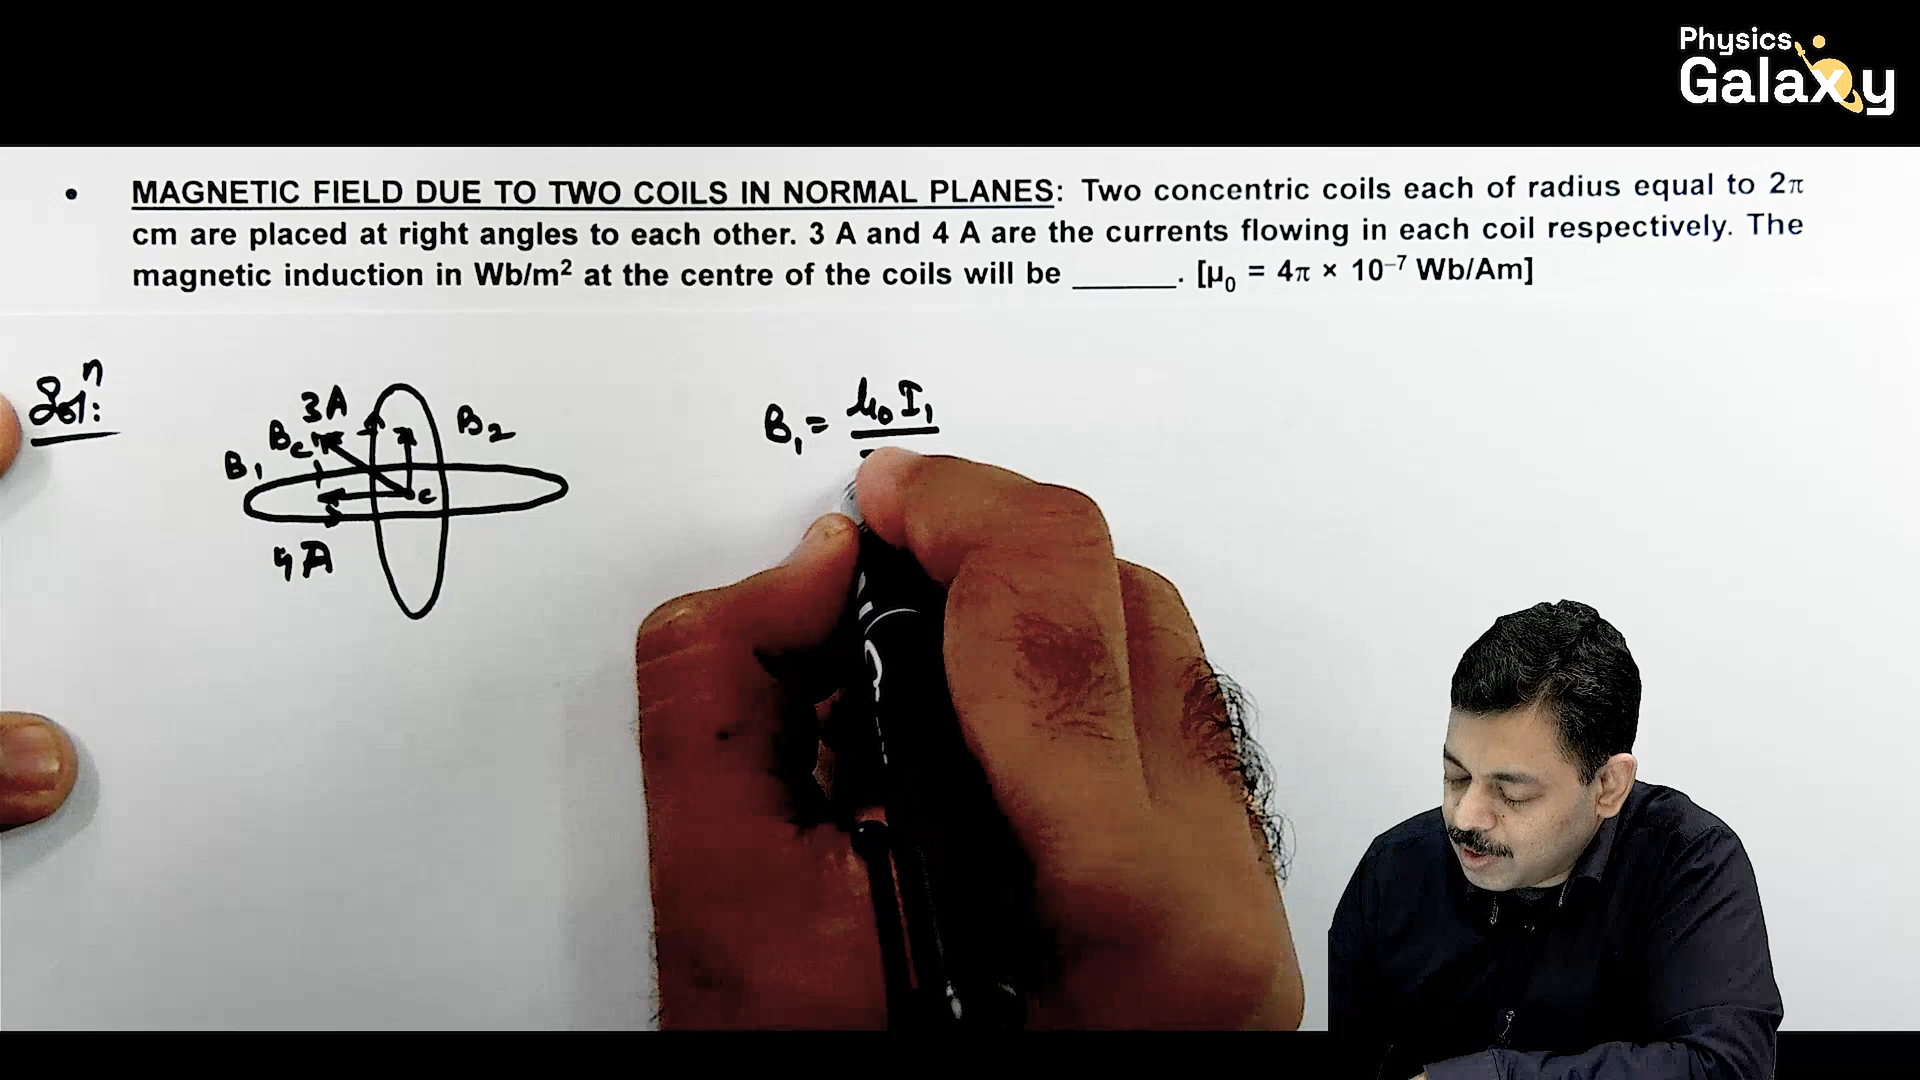 Physics
Galaxy
• MAGNETIC FIELD DUE TO TWO COILS IN NORMAL PLANES: Two concentric coils each of radius equal to 2π
cm are placed at right angles to each other. 3 A and 4 A are the currents flowing in each coil respectively. The
magnetic induction in Wb/m² at the centre of the coils will be ______. [μ₀ = 4π × 10⁻⁷ Wb/Am]
Solⁿ:
3A
B₂
B_c
B₁
c
4A
B₁ = μ₀I₁